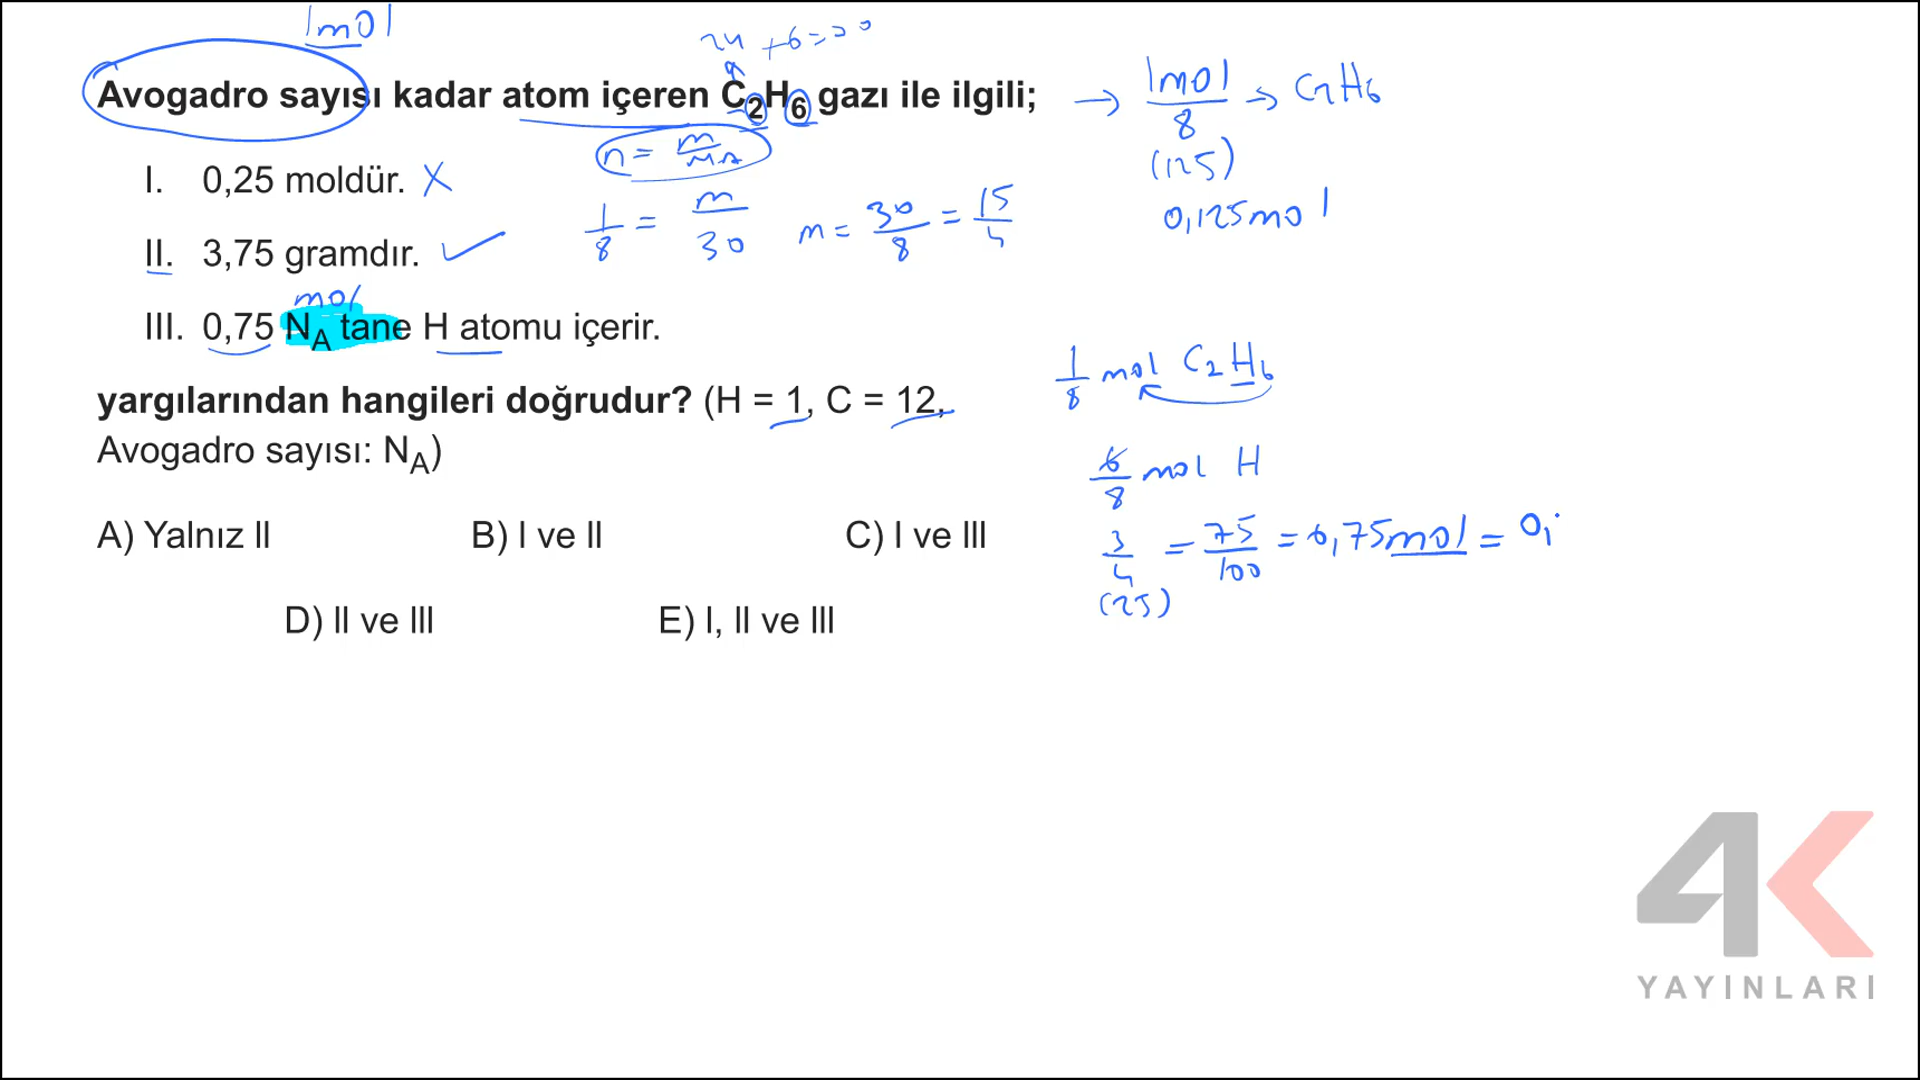 1mol
24 +6=30
Avogadro sayısı kadar atom içeren C2H6 gazı ile ilgili; → 1mol/8 → C2H6
n = m/MA
(125)
I. 0,25 moldür. X
1/8 = m/30 m = 30/8 = 15/4
0,125mol
II. 3,75 gramdır. ✓
mol
III. 0,75 NA tane H atomu içerir.
1/8 mol C2H6
yargılarından hangileri doğrudur? (H = 1, C = 12,
Avogadro sayısı: NA)
6/8 mol H
A) Yalnız II B) I ve II C) I ve III
3/4 = 75/100 = 0,75mol = 0,
(25)
D) II ve III E) I, II ve III
4K
YAYINLARI